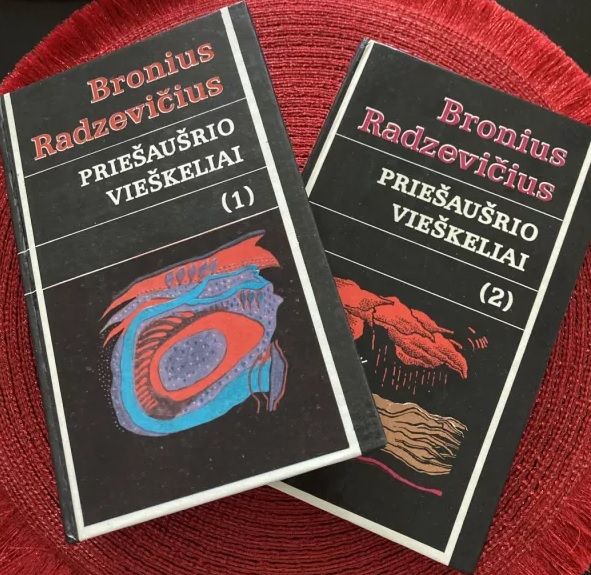 Bronius
Radzevičius
PRIEŠAUŠRIO
VIEŠKELIAI
(1)
Bronius
Radzevičius
PRIEŠAUŠRIO
VIEŠKELIAI
(2)